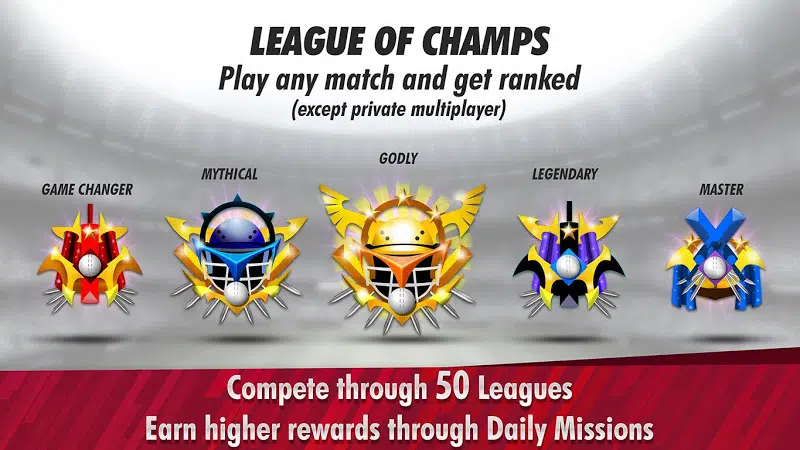 LEAGUE OF CHAMPS
Play any match and get ranked
(except private multiplayer)
GAME CHANGER
MYTHICAL
GODLY
LEGENDARY
MASTER
Compete through 50 Leagues
Earn higher rewards through Daily Missions